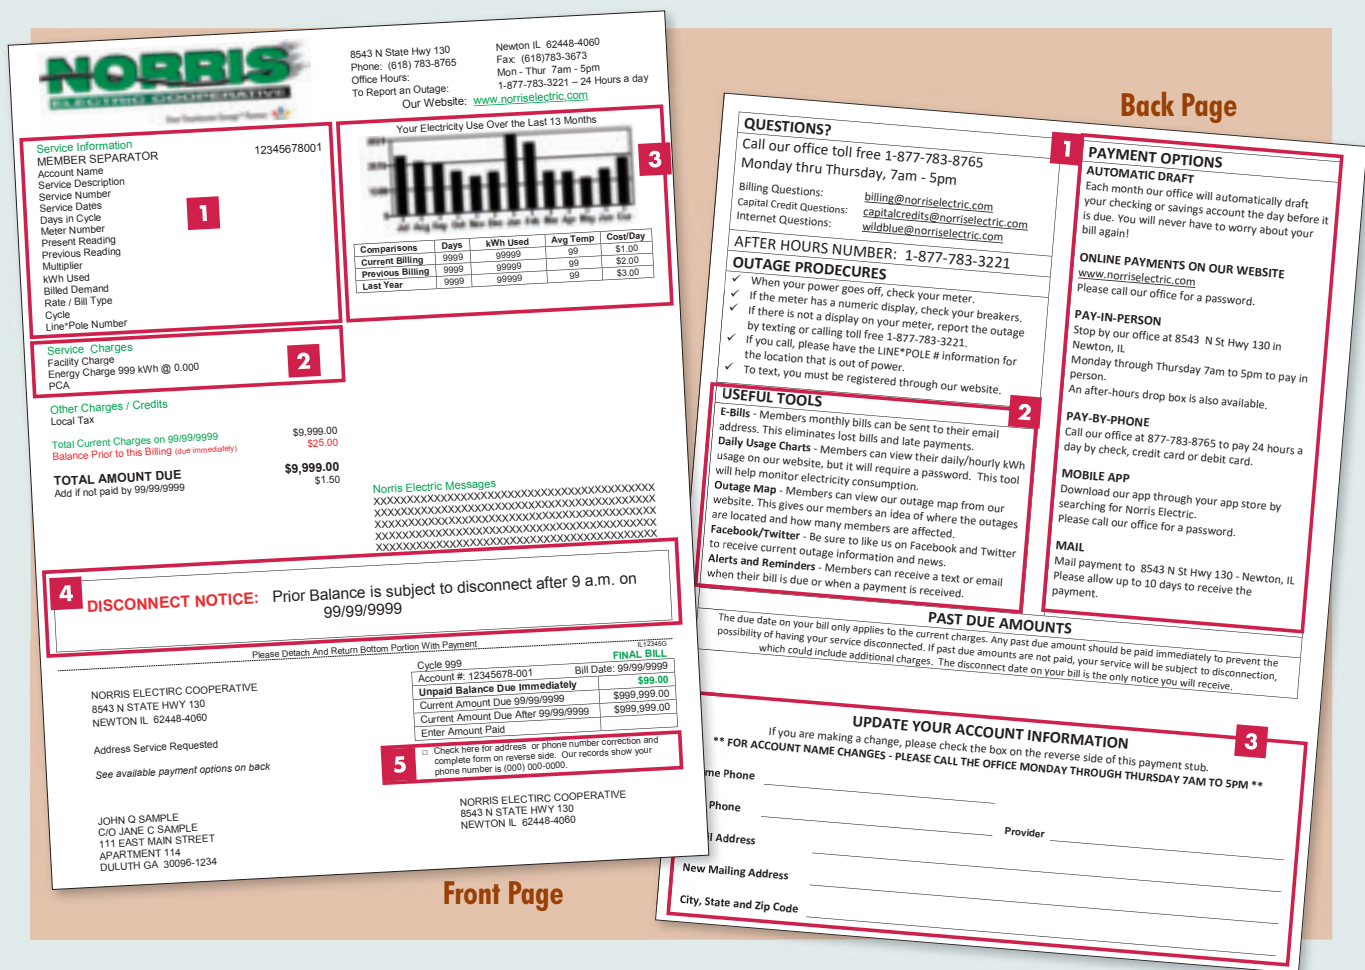 NORRIS
ELECTRIC COOPERATIVE
8543 N State Hwy 130
Newton IL 62448-4060
Phone: (618) 783-8765
Fax: (618)783-3673
Office Hours:
Mon - Thur 7am - 5pm
To Report an Outage:
1-877-783-3221 – 24 Hours a day
Our Website: www.norriselectric.com
Service Information
MEMBER SEPARATOR 12345678001
Account Name
Service Description
Service Number
Service Dates
Days in Cycle
Meter Number
Present Reading
Previous Reading
Multiplier
kWh Used
Billed Demand
Rate / Bill Type
Cycle
Line*Pole Number
1
Your Electricity Use Over the Last 13 Months
3
Comparisons Days kWh Used Avg Temp Cost/Day
Current Billing 9999 99999 99 $1.00
Previous Billing 9999 99999 99 $2.00
Last Year 9999 99999 99 $3.00
Service Charges
Facility Charge
Energy Charge 999 kWh @ 0.000
PCA
2
Other Charges / Credits
Local Tax
Total Current Charges on 99/99/9999 $9,999.00
Balance Prior to this Billing (due immediately) $25.00
TOTAL AMOUNT DUE $9,999.00
Add if not paid by 99/99/9999 $1.50
Norris Electric Messages
XXXXXXXXXXXXXXXXXXXXXXXXXXXXXXXXXXXXXXXXXX
XXXXXXXXXXXXXXXXXXXXXXXXXXXXXXXXXXXXXXXXXX
XXXXXXXXXXXXXXXXXXXXXXXXXXXXXXXXXXXXXXXXXX
XXXXXXXXXXXXXXXXXXXXXXXXXXXXXXXXXXXXXXXXXX
XXXXXXXXXXXXXXXXXXXXXXXXXXXXXXXXXXXXXXXXXX
4
DISCONNECT NOTICE: Prior Balance is subject to disconnect after 9 a.m. on
99/99/9999
Please Detach And Return Bottom Portion With Payment
IL12345G
FINAL BILL
Cycle 999
Account #: 12345678-001 Bill Date: 99/99/9999
Unpaid Balance Due Immediately $99.00
Current Amount Due 99/99/9999 $999,999.00
Current Amount Due After 99/99/9999 $999,999.00
Enter Amount Paid
NORRIS ELECTIRC COOPERATIVE
8543 N STATE HWY 130
NEWTON IL 62448-4060
Address Service Requested
See available payment options on back
5
Check here for address or phone number correction and
complete form on reverse side. Our records show your
phone number is (000) 000-0000.
JOHN Q SAMPLE
C/O JANE C SAMPLE
111 EAST MAIN STREET
APARTMENT 114
DULUTH GA 30096-1234
NORRIS ELECTIRC COOPERATIVE
8543 N STATE HWY 130
NEWTON IL 62448-4060
Front Page
Back Page
QUESTIONS?
Call our office toll free 1-877-783-8765
Monday thru Thursday, 7am - 5pm
Billing Questions: billing@norriselectric.com
Capital Credit Questions: capitalcredits@norriselectric.com
Internet Questions: wildblue@norriselectric.com
AFTER HOURS NUMBER: 1-877-783-3221
OUTAGE PRODECURES
✓ When your power goes off, check your meter.
✓ If the meter has a numeric display, check your breakers.
✓ If there is not a display on your meter, report the outage
by texting or calling toll free 1-877-783-3221.
✓ If you call, please have the LINE*POLE # information for
the location that is out of power.
✓ To text, you must be registered through our website.
USEFUL TOOLS
2
E-Bills - Members monthly bills can be sent to their email
address. This eliminates lost bills and late payments.
Daily Usage Charts - Members can view their daily/hourly kWh
usage on our website, but it will require a password. This tool
will help monitor electricity consumption.
Outage Map - Members can view our outage map from our
website. This gives our members an idea of where the outages
are located and how many members are affected.
Facebook/Twitter - Be sure to like us on Facebook and Twitter
to receive current outage information and news.
Alerts and Reminders - Members can receive a text or email
when their bill is due or when a payment is received.
1
PAYMENT OPTIONS
AUTOMATIC DRAFT
Each month our office will automatically draft
your checking or savings account the day before it
is due. You will never have to worry about your
bill again!
ONLINE PAYMENTS ON OUR WEBSITE
www.norriselectric.com
Please call our office for a password.
PAY-IN-PERSON
Stop by our office at 8543 N St Hwy 130 in
Newton, IL
Monday through Thursday 7am to 5pm to pay in
person.
An after-hours drop box is also available.
PAY-BY-PHONE
Call our office at 877-783-8765 to pay 24 hours a
day by check, credit card or debit card.
MOBILE APP
Download our app through your app store by
searching for Norris Electric.
Please call our office for a password.
MAIL
Mail payment to 8543 N St Hwy 130 - Newton, IL
Please allow up to 10 days to receive the
payment.
PAST DUE AMOUNTS
The due date on your bill only applies to the current charges. Any past due amount should be paid immediately to prevent the
possibility of having your service disconnected. If past due amounts are not paid, your service will be subject to disconnection,
which could include additional charges. The disconnect date on your bill is the only notice you will receive.
UPDATE YOUR ACCOUNT INFORMATION
3
If you are making a change, please check the box on the reverse side of this payment stub.
** FOR ACCOUNT NAME CHANGES - PLEASE CALL THE OFFICE MONDAY THROUGH THURSDAY 7AM TO 5PM **
me Phone
Phone
Provider
il Address
New Mailing Address
City, State and Zip Code